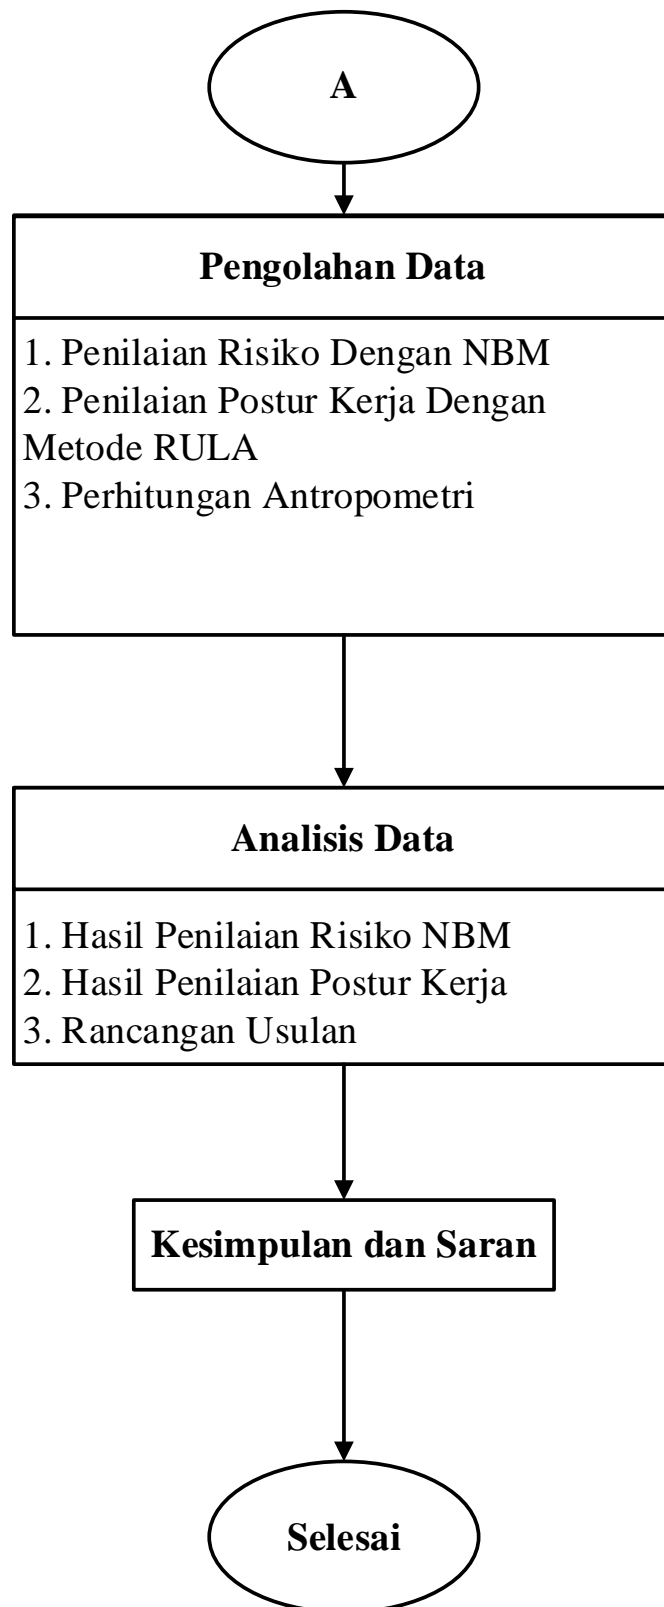 A
Pengolahan Data
1. Penilaian Risiko Dengan NBM
2. Penilaian Postur Kerja Dengan
Metode RULA
3. Perhitungan Antropometri
Analisis Data
1. Hasil Penilaian Risiko NBM
2. Hasil Penilaian Postur Kerja
3. Rancangan Usulan
Kesimpulan dan Saran
Selesai